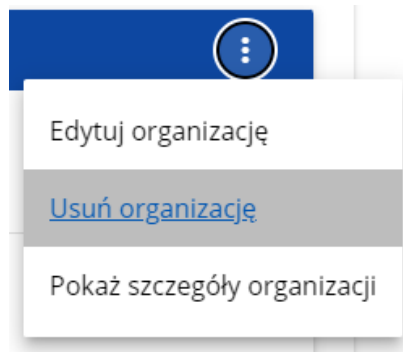 Edytuj organizację
Usuń organizację
Pokaż szczegóły organizacji